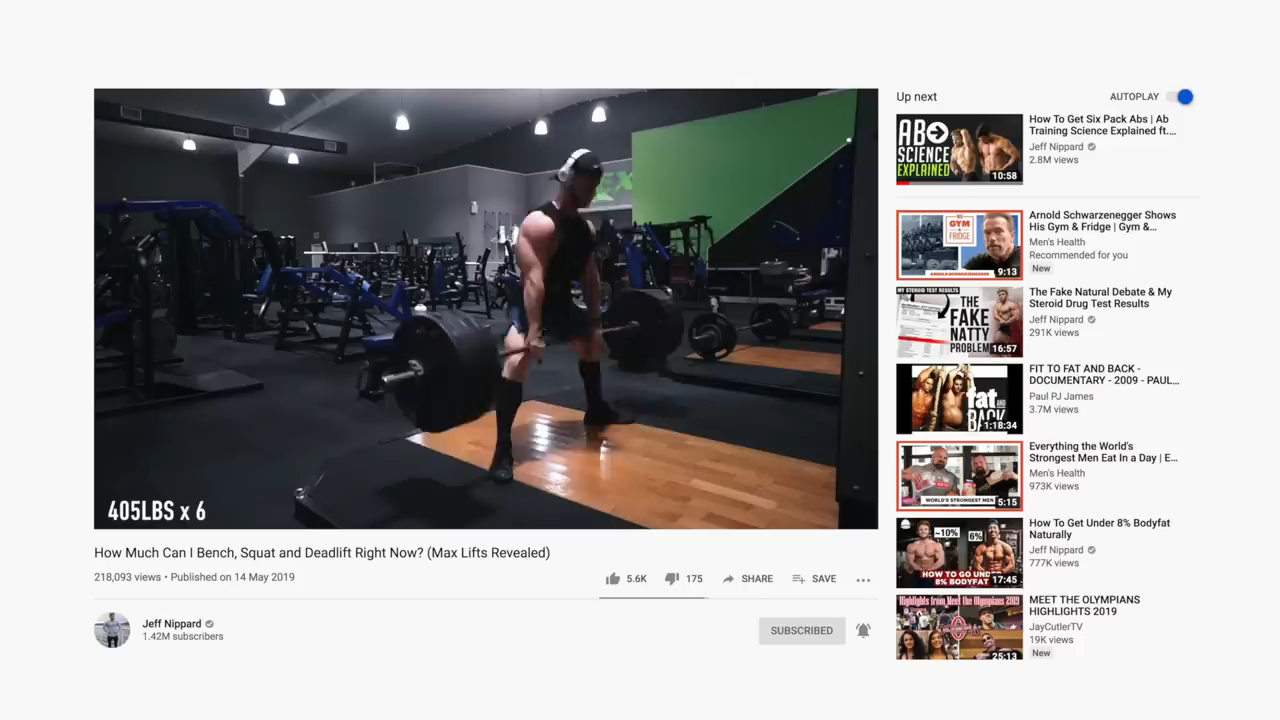 405LBS x 6
How Much Can I Bench, Squat and Deadlift Right Now? (Max Lifts Revealed)
218,093 views • Published on 14 May 2019
5.6K
175
SHARE
SAVE
Jeff Nippard
1.42M subscribers
SUBSCRIBED
Up next
AUTOPLAY
AB
SCIENCE
EXPLAINED
10:58
How To Get Six Pack Abs | Ab
Training Science Explained ft....
Jeff Nippard
2.8M views
GYM
FRIDGE
ARNOLD SCHWARZENEGGER
9:13
Arnold Schwarzenegger Shows
His Gym & Fridge | Gym &...
Men's Health
Recommended for you
New
MY STEROID TEST RESULTS
THE
FAKE
NATTY
PROBLEM
16:57
The Fake Natural Debate & My
Steroid Drug Test Results
Jeff Nippard
291K views
fat
AND
BACK
1:18:34
FIT TO FAT AND BACK -
DOCUMENTARY - 2009 - PAUL...
Paul PJ James
3.7M views
WORLD'S STRONGEST MEN
5:15
Everything the World's
Strongest Men Eat In a Day | E...
Men's Health
973K views
~10%
6%
HOW TO GO UNDER
8% BODYFAT
17:45
How To Get Under 8% Bodyfat
Naturally
Jeff Nippard
777K views
Highlights from Meet the Olympians 2019
25:13
MEET THE OLYMPIANS
HIGHLIGHTS 2019
JayCutlerTV
19K views
New